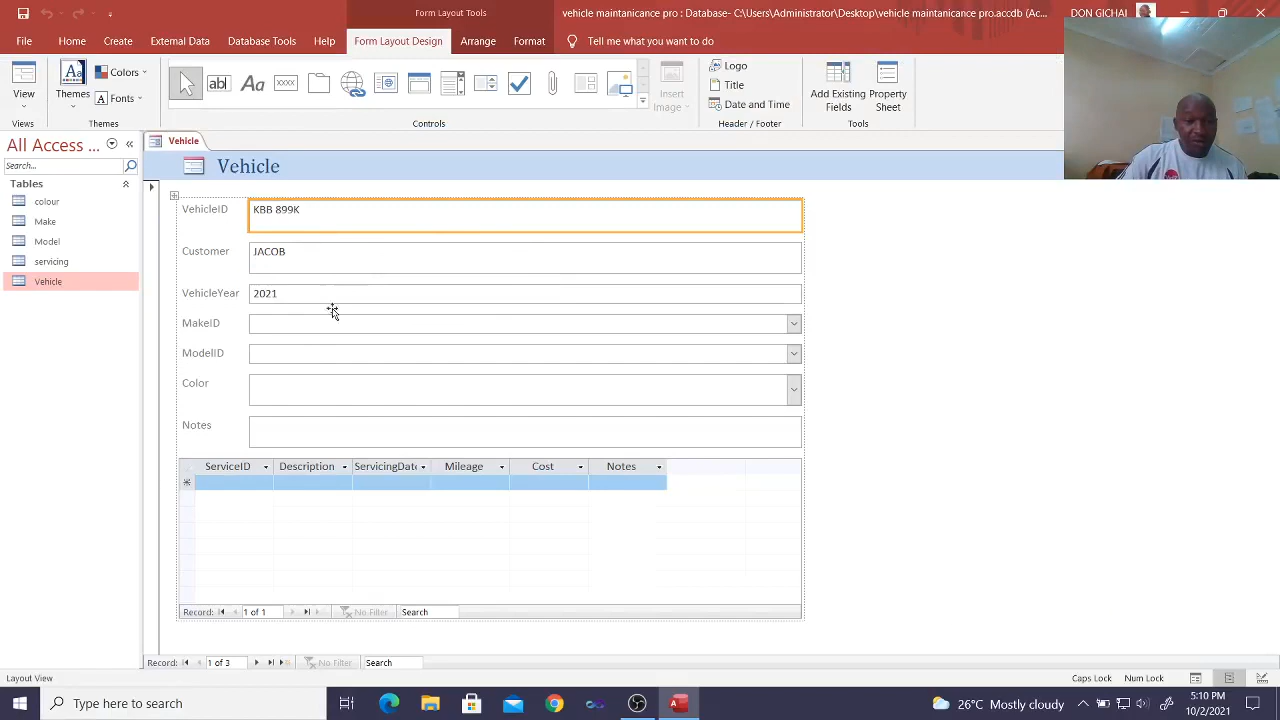 Form Layout Tools
vehicle maintanicance pro : Database- C:\Users\Administrator\Desktop\vehicle maintanicance pro.accdb (Ac...
DON GICHAI
File Home Create External Data Database Tools Help Form Layout Design Arrange Format Tell me what you want to do
View
Views
Themes
Colors
Fonts
Themes
ab
Aa
XXXX
Controls
Insert
Image
Logo
Title
Date and Time
Header / Footer
Add Existing
Fields
Property
Sheet
Tools
All Access ...
Search...
Tables
colour
Make
Model
servicing
Vehicle
Vehicle
Vehicle
VehicleID KBB 899K
Customer JACOB
VehicleYear 2021
MakeID
ModelID
Color
Notes
ServiceID Description ServicingDate Mileage Cost Notes
Record: 1 of 1 No Filter Search
Record: 1 of 3 No Filter Search
Layout View Caps Lock Num Lock
Type here to search
26°C Mostly cloudy
5:10 PM
10/2/2021